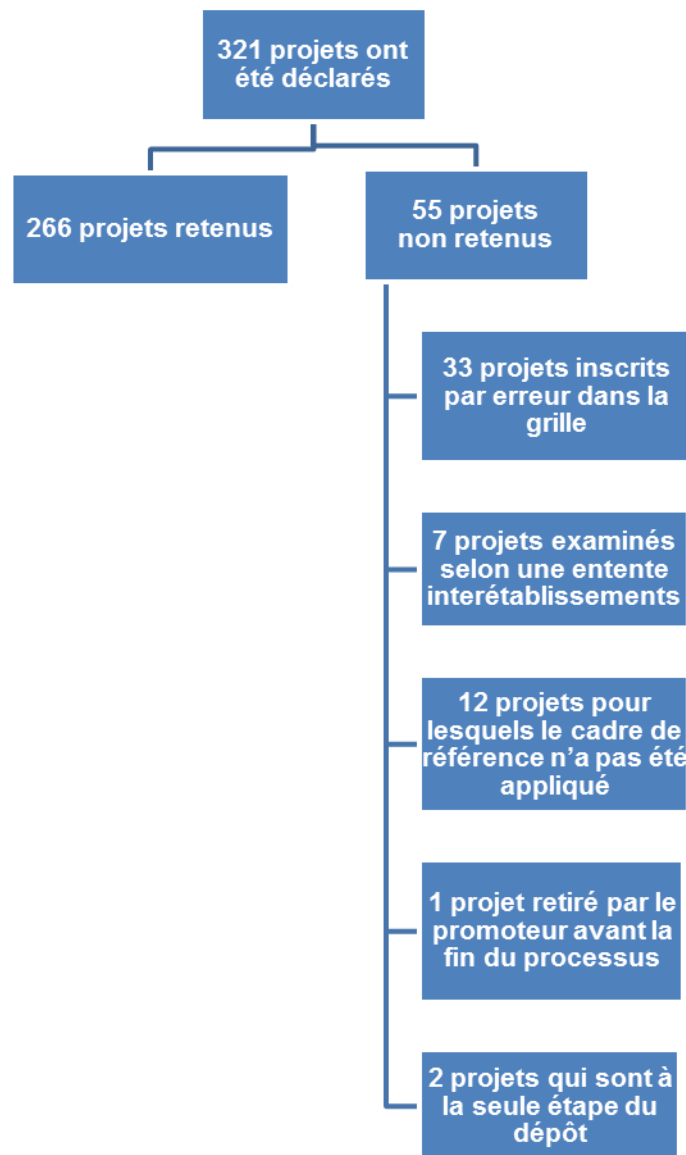 321 projets ont
été déclarés
266 projets retenus
55 projets
non retenus
33 projets inscrits
par erreur dans la
grille
7 projets examinés
selon une entente
interétablissements
12 projets pour
lesquels le cadre de
référence n'a pas été
appliqué
1 projet retiré par le
promoteur avant la
fin du processus
2 projets qui sont à
la seule étape du
dépôt